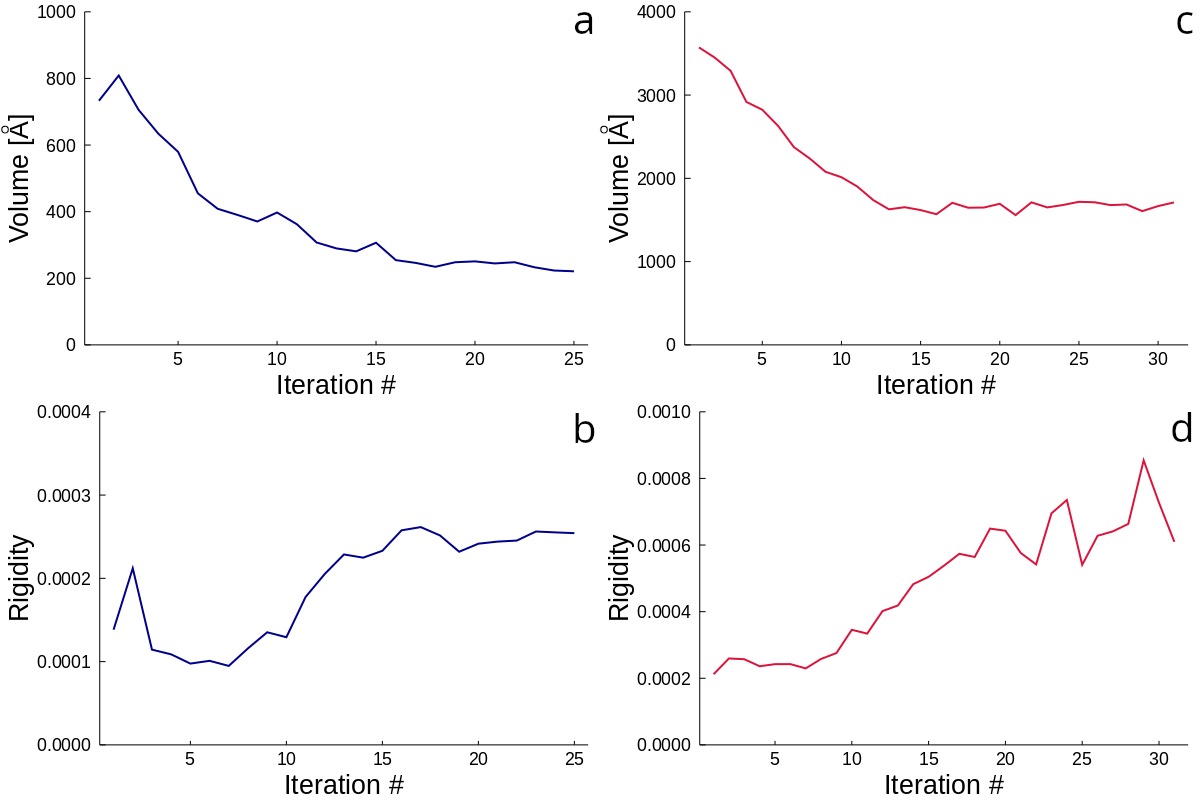 a
Volume [Å]
1000
800
600
400
200
0
5 10 15 20 25
Iteration #
c
Volume [Å]
4000
3000
2000
1000
0
5 10 15 20 25 30
Iteration #
b
Rigidity
0.0004
0.0003
0.0002
0.0001
0.0000
5 10 15 20 25
Iteration #
d
Rigidity
0.0010
0.0008
0.0006
0.0004
0.0002
0.0000
5 10 15 20 25 30
Iteration #